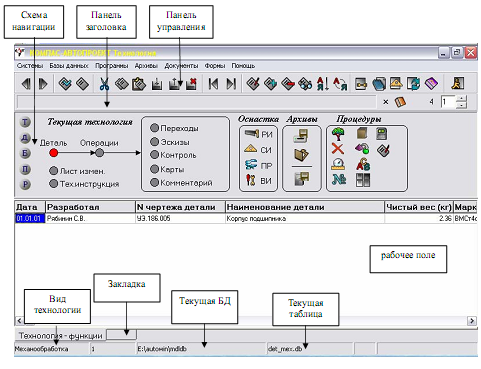 Схема навигации
Панель заголовка
Панель управления
КОМПАС-АВТОПРОЕКТ Технология
Системы Базы данных Программы Архивы Документы Формы Помощь
4 1
Т
Д
Б
П
Р
Текущая технология
Деталь Операции
Лист измен.
Тех.инструкция
Переходы
Эскизы
Контроль
Карты
Комментарий
Оснастка Архивы Процедуры
РИ
СИ
ПР
ВИ
Дата Разработал N чертежа детали Наименование детали Чистый вес (кг) Марк
01.01.01 Рябинин С.В. УЗ.186.005 Корпус подшипника 2.36 ВМСт4с
рабочее поле
Вид технологии
Закладка
Текущая БД
Текущая таблица
Технология - функции
Механообработка 1 E:\autowin\mdldb det_mex.db